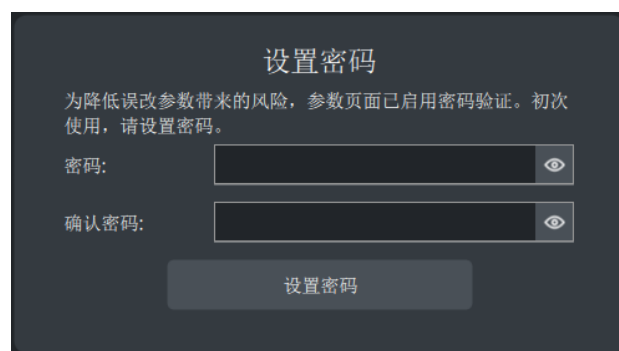 设置密码
为降低误改参数带来的风险，参数页面已启用密码验证。初次
使用，请设置密码。
密码:
确认密码:
设置密码